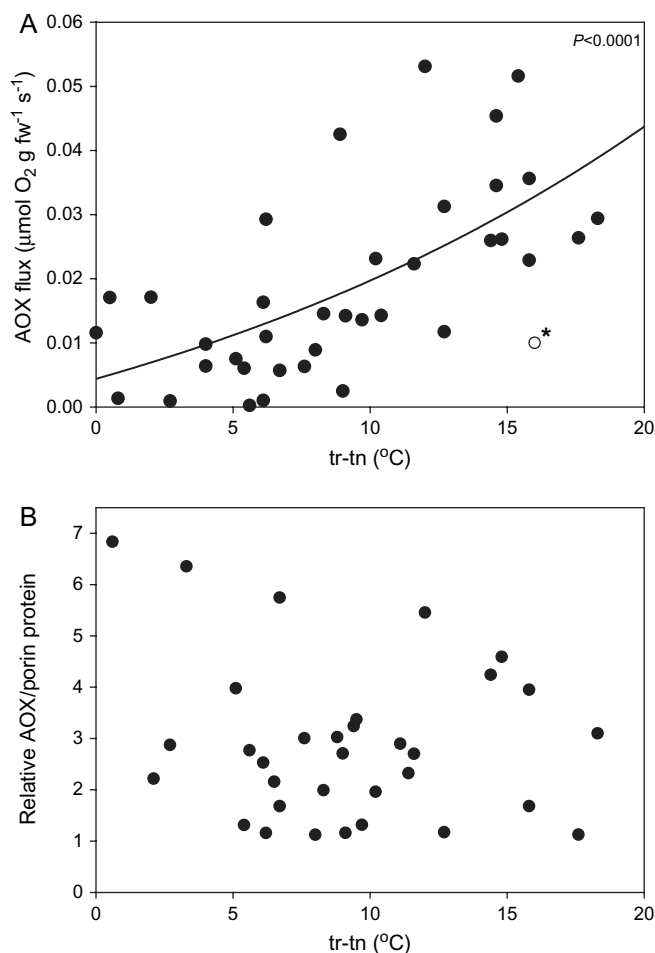 A
P<0.0001
AOX flux (μmol O₂ g fw⁻¹ s⁻¹)
0.06
0.05
0.04
0.03
0.02
0.01
0.00
*
0 5 10 15 20
tr-tn (°C)
B
Relative AOX/porin protein
7
6
5
4
3
2
1
0
0 5 10 15 20
tr-tn (°C)